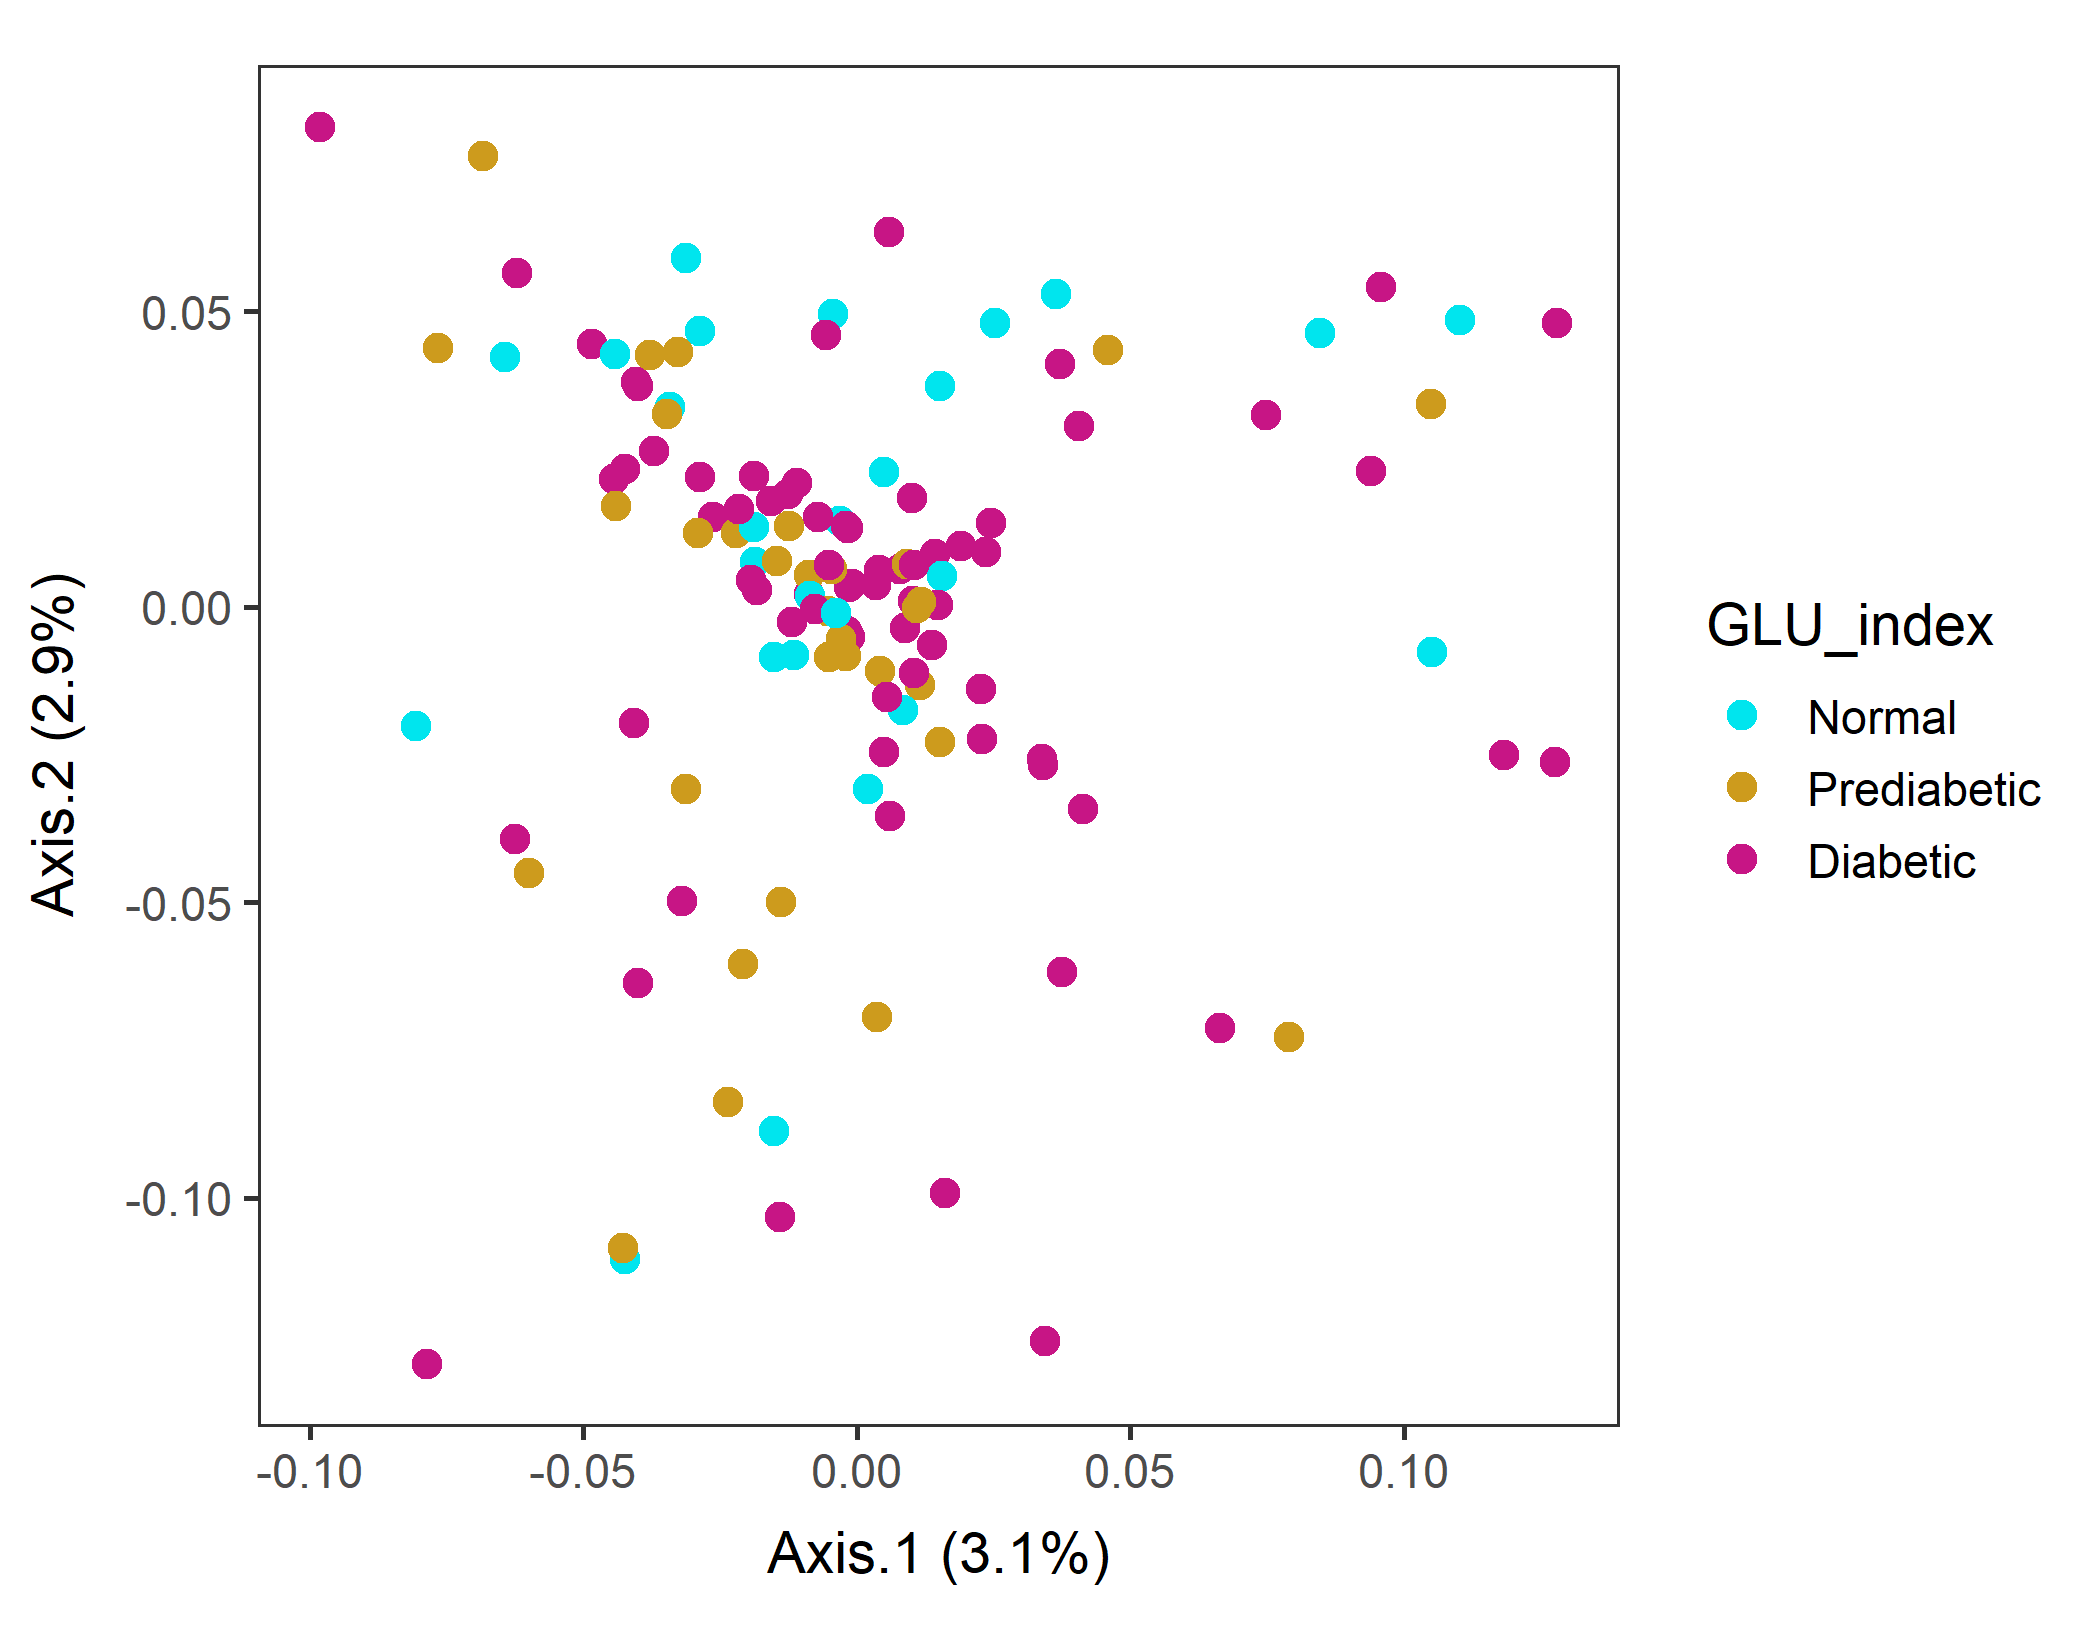 Axis.2 (2.9%)
0.05
0.00
-0.05
-0.10
-0.10 -0.05 0.00 0.05 0.10
Axis.1 (3.1%)
GLU_index
Normal
Prediabetic
Diabetic